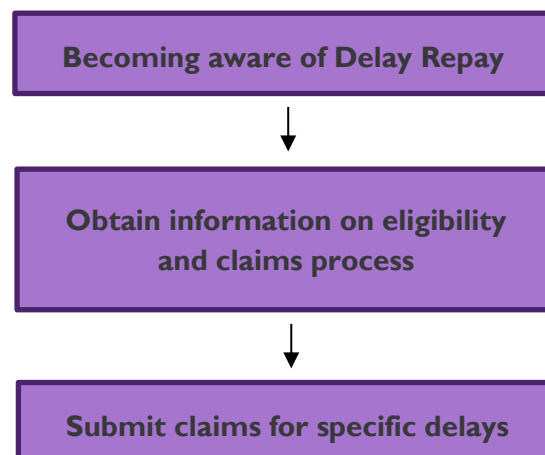 Becoming aware of Delay Repay
Obtain information on eligibility
and claims process
Submit claims for specific delays